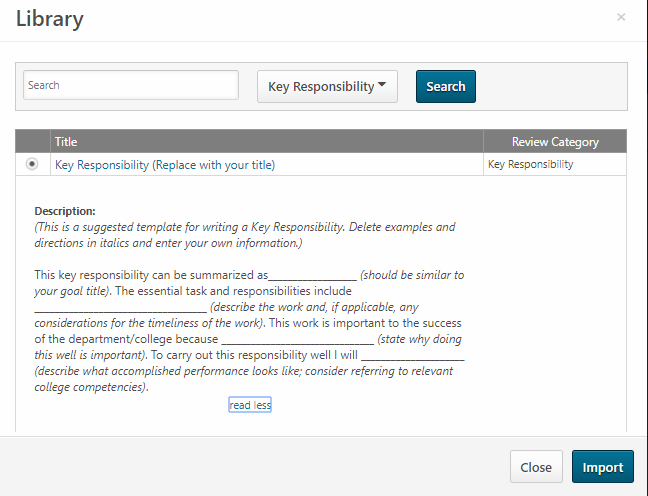 Library
×
Search
Key Responsibility
Search
Title
Review Category
Key Responsibility (Replace with your title)
Key Responsibility
Description:
(This is a suggested template for writing a Key Responsibility. Delete examples and
directions in italics and enter your own information.)
This key responsibility can be summarized as__________________ (should be similar to
your goal title). The essential task and responsibilities include
___________________________________ (describe the work and, if applicable, any
considerations for the timeliness of the work). This work is important to the success
of the department/college because _______________________________ (state why doing
this well is important). To carry out this responsibility well I will _____________________
(describe what accomplished performance looks like; consider referring to relevant
college competencies).
read less
Close
Import